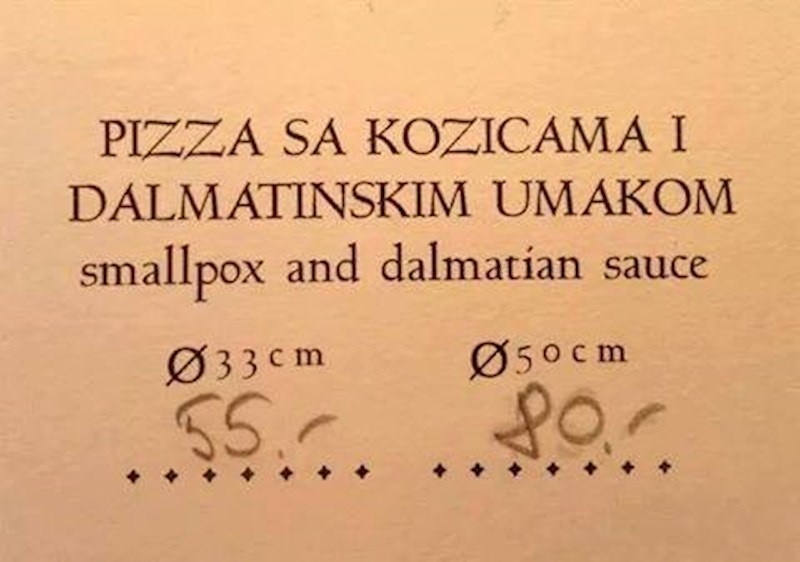 PIZZA SA KOZICAMA I
DALMATINSKIM UMAKOM
smallpox and dalmatian sauce
Ø33cm Ø50cm
55.- 80.-